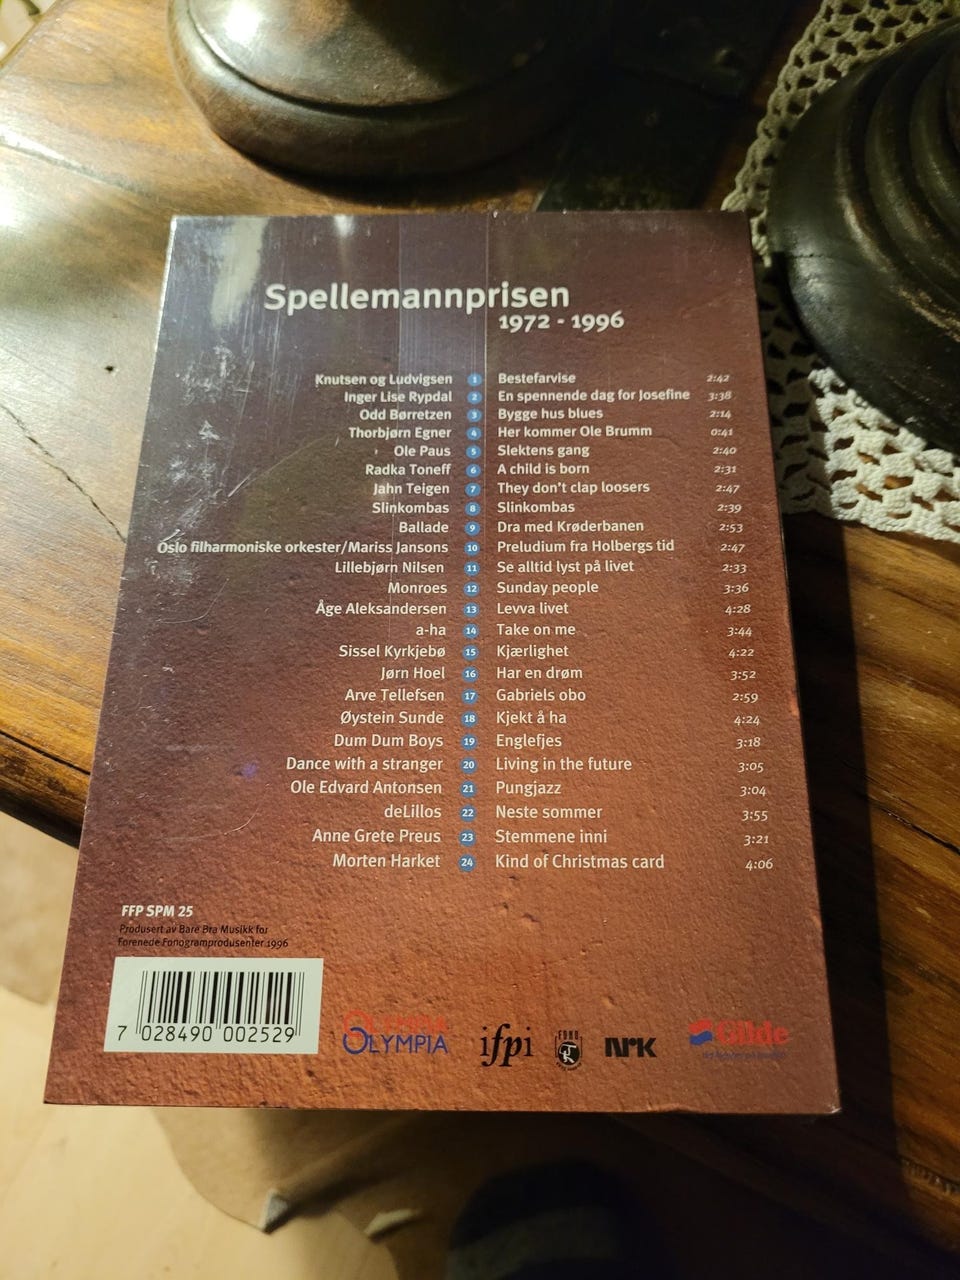 Spellemannprisen
1972 - 1996
Knutsen og Ludvigsen 1 Bestefarvise 2:42
Inger Lise Rypdal 2 En spennende dag for Josefine 3:38
Odd Børretzen 3 Bygge hus blues 2:14
Thorbjørn Egner 4 Her kommer Ole Brumm 0:41
Ole Paus 5 Slektens gang 2:40
Radka Toneff 6 A child is born 2:31
Jahn Teigen 7 They don't clap loosers 2:47
Slinkombas 8 Slinkombas 2:39
Ballade 9 Dra med Krøderbanen 2:53
Oslo filharmoniske orkester/Mariss Jansons 10 Preludium fra Holbergs tid 2:47
Lillebjørn Nilsen 11 Se alltid lyst på livet 2:33
Monroes 12 Sunday people 3:36
Åge Aleksandersen 13 Levva livet 4:28
a-ha 14 Take on me 3:44
Sissel Kyrkjebø 15 Kjærlighet 4:22
Jørn Hoel 16 Har en drøm 3:52
Arve Tellefsen 17 Gabriels obo 2:59
Øystein Sunde 18 Kjekt å ha 4:24
Dum Dum Boys 19 Englefjes 3:18
Dance with a stranger 20 Living in the future 3:05
Ole Edvard Antonsen 21 Pungjazz 3:04
deLillos 22 Neste sommer 3:55
Anne Grete Preus 23 Stemmene inni 3:21
Morten Harket 24 Kind of Christmas card 4:06
FFP SPM 25
Produsert av Bare Bra Musikk for
Forenede Fonogramprodusenter 1996
7 028490 002529
OLYMPIA
OLYMPIA
ifpi
FONO
NRK
Gilde